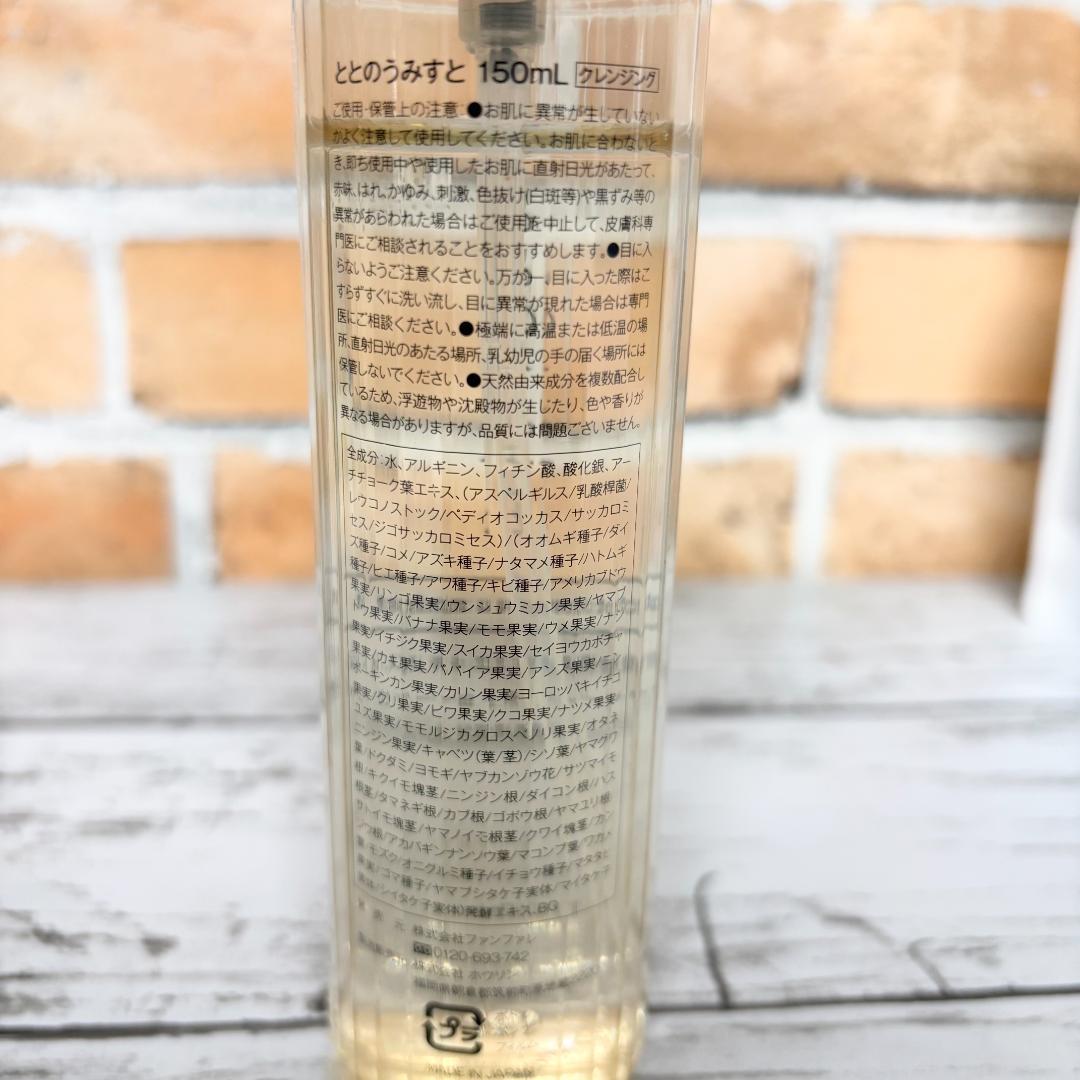 ととのうみすと 150mL クレンジング
ご使用・保管上の注意:●お肌に異常が生じていない
かよく注意して使用してください。お肌に合わないと
き、即ち使用中や使用したお肌に直射日光があたって、
赤味、はれ、かゆみ、刺激、色抜け(白斑等)や黒ずみ等の
異常があらわれた場合はご使用を中止して、皮膚科専
門医にご相談されることをおすすめします。●目に入
らないようご注意ください。万が一、目に入った際はこ
すらずすぐに洗い流し、目に異常が現れた場合は専門
医にご相談ください。●極端に高温または低温の場
所、直射日光のあたる場所、乳幼児の手の届く場所には
保管しないでください。●天然由来成分を複数配合し
ているため、浮遊物や沈殿物が生じたり、色や香りが
異なる場合がありますが、品質には問題ございません。
全成分:水、アルギニン、フィチン酸、酸化銀、アー
チチョーク葉エキス、(アスペルギルス/乳酸桿菌/
レウコノストック/ペディオコッカス/サッカロミ
セス/ジゴサッカロミセス)/(オオムギ種子/ダイ
ズ種子/コメ/アズキ種子/ナタマメ種子/ハトムギ
種子/ヒエ種子/アワ種子/キビ種子/アメリカブドウ
果実/リンゴ果実/ウンシュウミカン果実/ヤマブ
ドウ果実/バナナ果実/モモ果実/ウメ果実/ナシ
果実/イチジク果実/スイカ果実/セイヨウカボチャ
果実/カキ果実/パパイア果実/アンズ果実/ニン
ポーキンカン果実/カリン果実/ヨーロッパキイチゴ
果実/クリ果実/ビワ果実/クコ果実/ナツメ果実/
ユズ果実/モモルジカグロスベノリ果実/オタネ
ニンジン果実/キャベツ(葉/茎)/シソ葉/ヤマグワ
葉/ドクダミ/ヨモギ/ヤブカンゾウ花/サツマイモ
根/キクイモ塊茎/ニンジン根/ダイコン根/ハス
根茎/タマネギ根/カブ根/ゴボウ根/ヤマユリ根
サトイモ塊茎/ヤマノイモ根茎/クワイ塊茎/カン
ゾウ根/アカバギンナンソウ葉/マコンブ葉/ワカメ
葉/モズク/オニグルミ種子/イチョウ種子/マタタビ
果実/ゴマ種子/ヤマブシタケ子実体/マイタケ子
実体/シイタケ子実体)発酵エキス、BG
株式会社ファンファレ
0120-693-742
株式会社 ホウリン
福岡県朝倉郡筑前町
プラ
MADE IN JAPAN